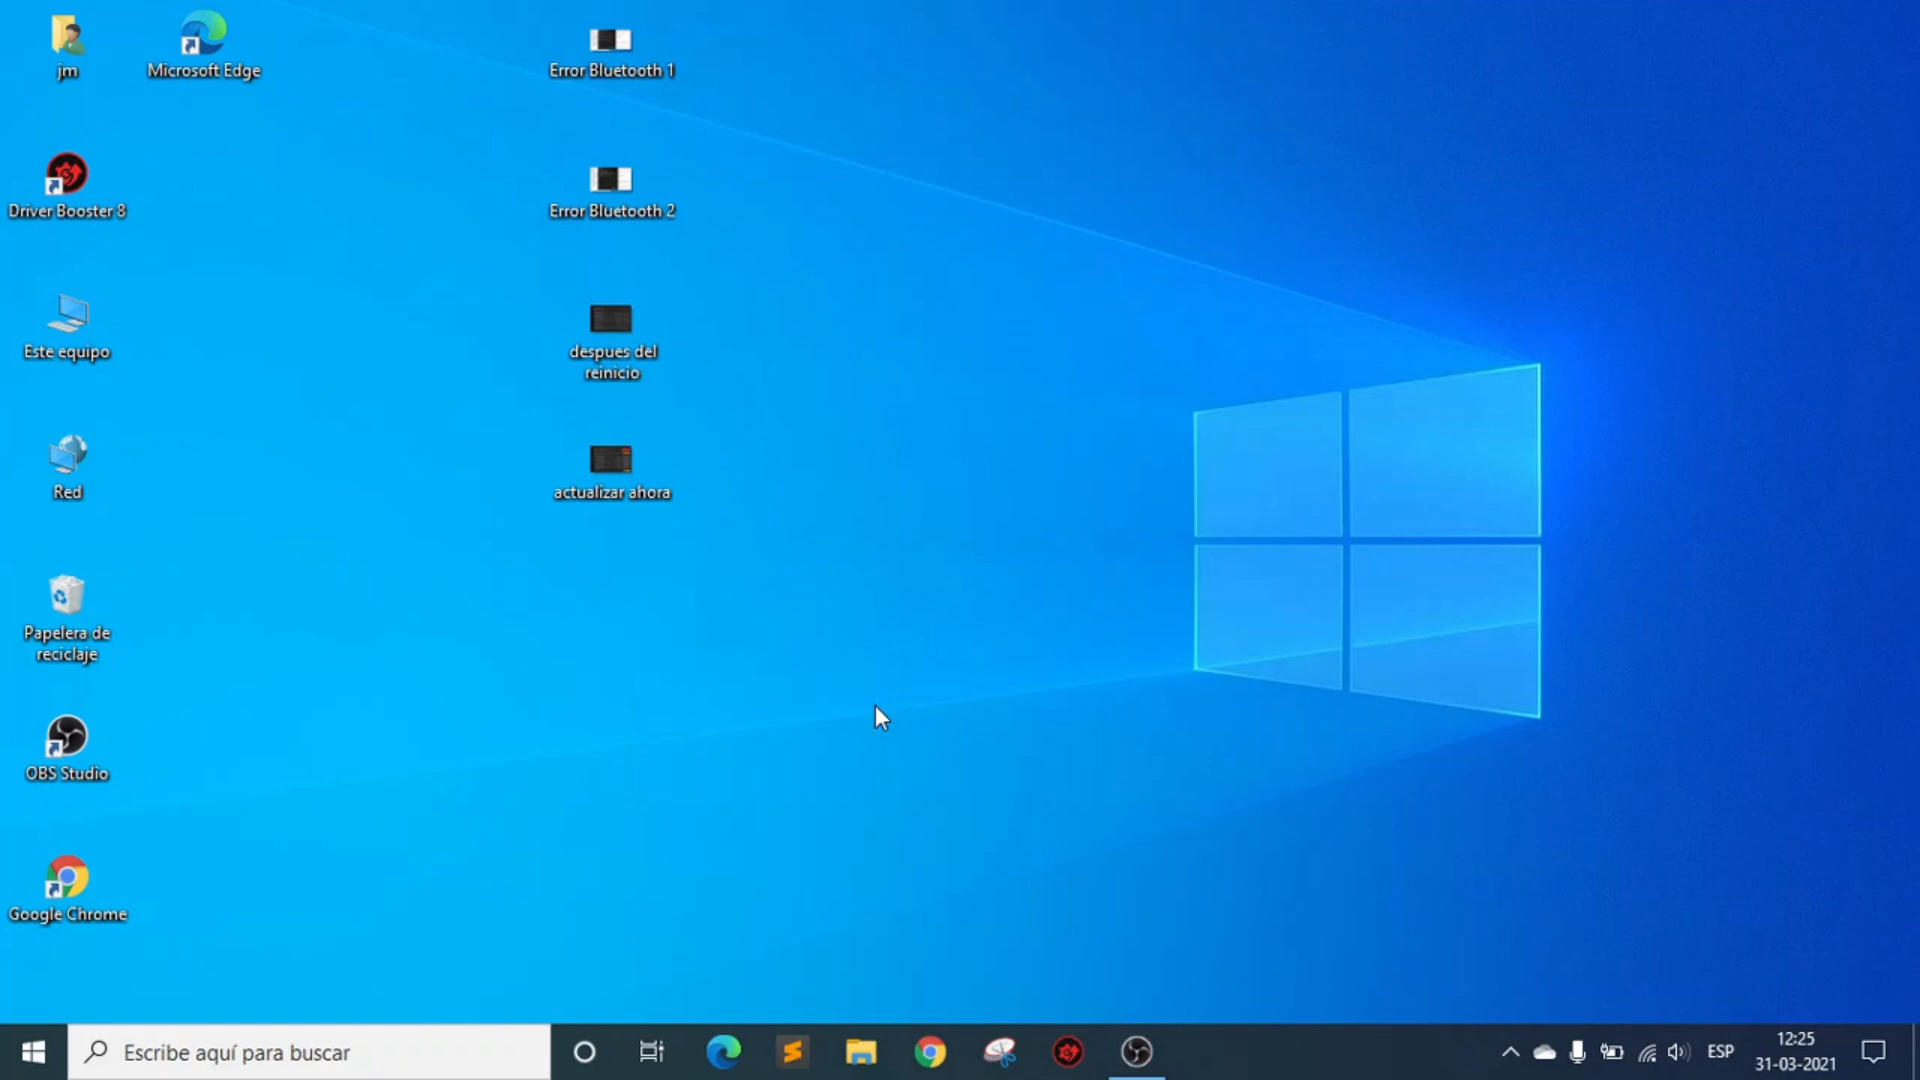 jm
Microsoft Edge
Error Bluetooth 1
Driver Booster 8
Error Bluetooth 2
Este equipo
despues del
reinicio
Red
actualizar ahora
Papelera de
reciclaje
OBS Studio
Google Chrome
Escribe aquí para buscar
ESP
12:25
31-03-2021